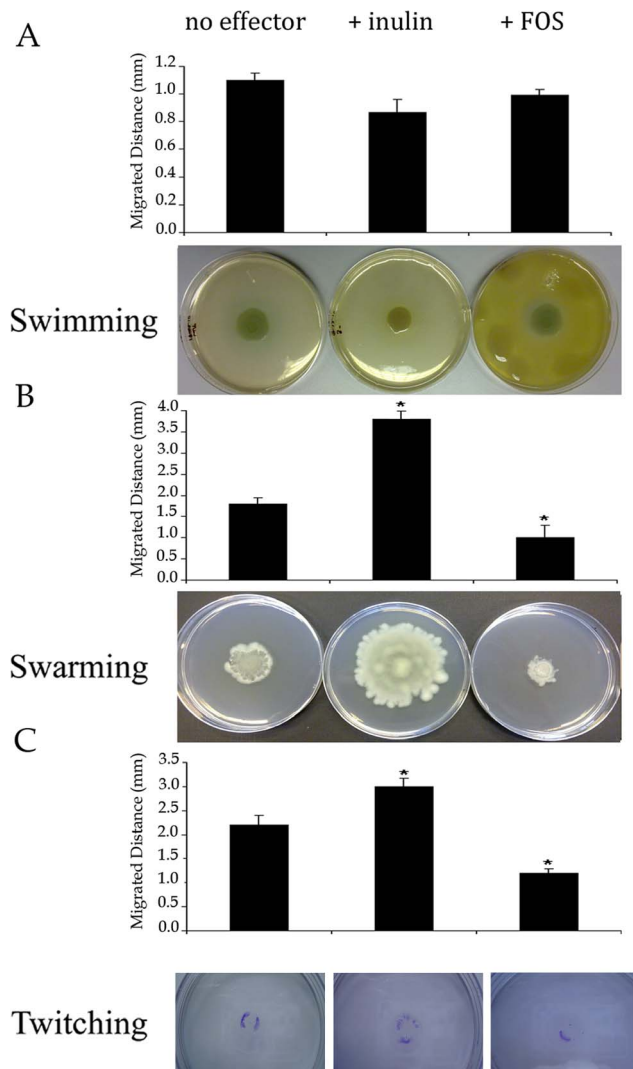 A
no effector + inulin + FOS
Migrated Distance (mm)
1.2
1.0
0.8
0.6
0.4
0.2
0.0
Swimming
B
Migrated Distance (mm)
4.0
3.5
3.0
2.5
2.0
1.5
1.0
0.5
0.0
*
*
Swarming
C
Migrated Distance (mm)
3.5
3.0
2.5
2.0
1.5
1.0
0.5
0.0
*
*
Twitching